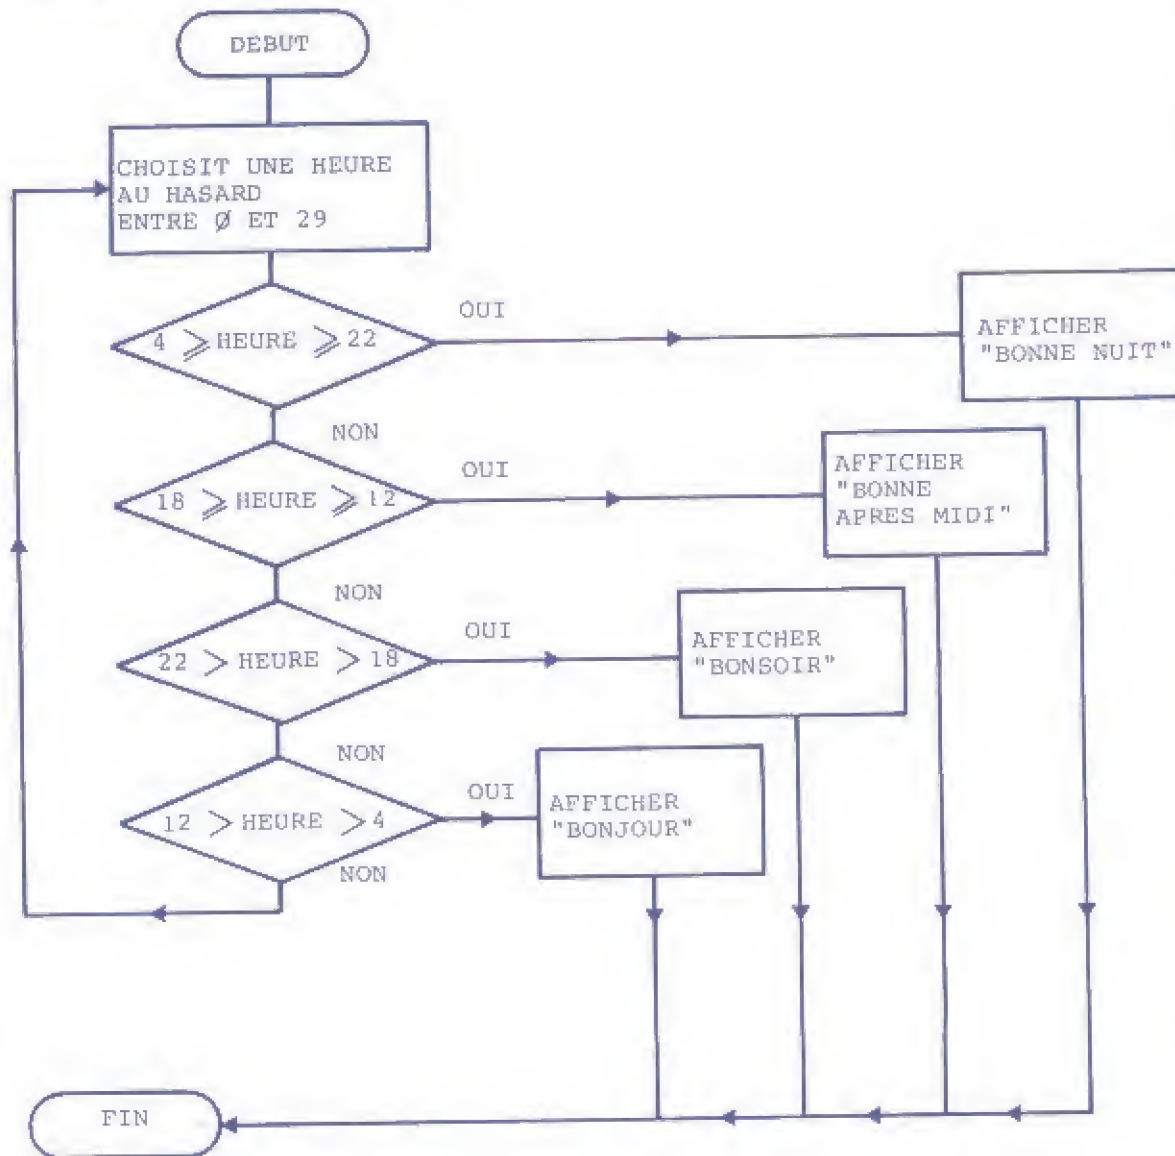 DEBUT
CHOISIT UNE HEURE
AU HASARD
ENTRE Ø ET 29
4 ⩾ HEURE ⩾ 22
OUI
AFFICHER
"BONNE NUIT"
NON
18 ⩾ HEURE ⩾ 12
OUI
AFFICHER
"BONNE
APRES MIDI"
NON
22 > HEURE > 18
OUI
AFFICHER
"BONSOIR"
NON
12 > HEURE > 4
OUI
AFFICHER
"BONJOUR"
NON
FIN